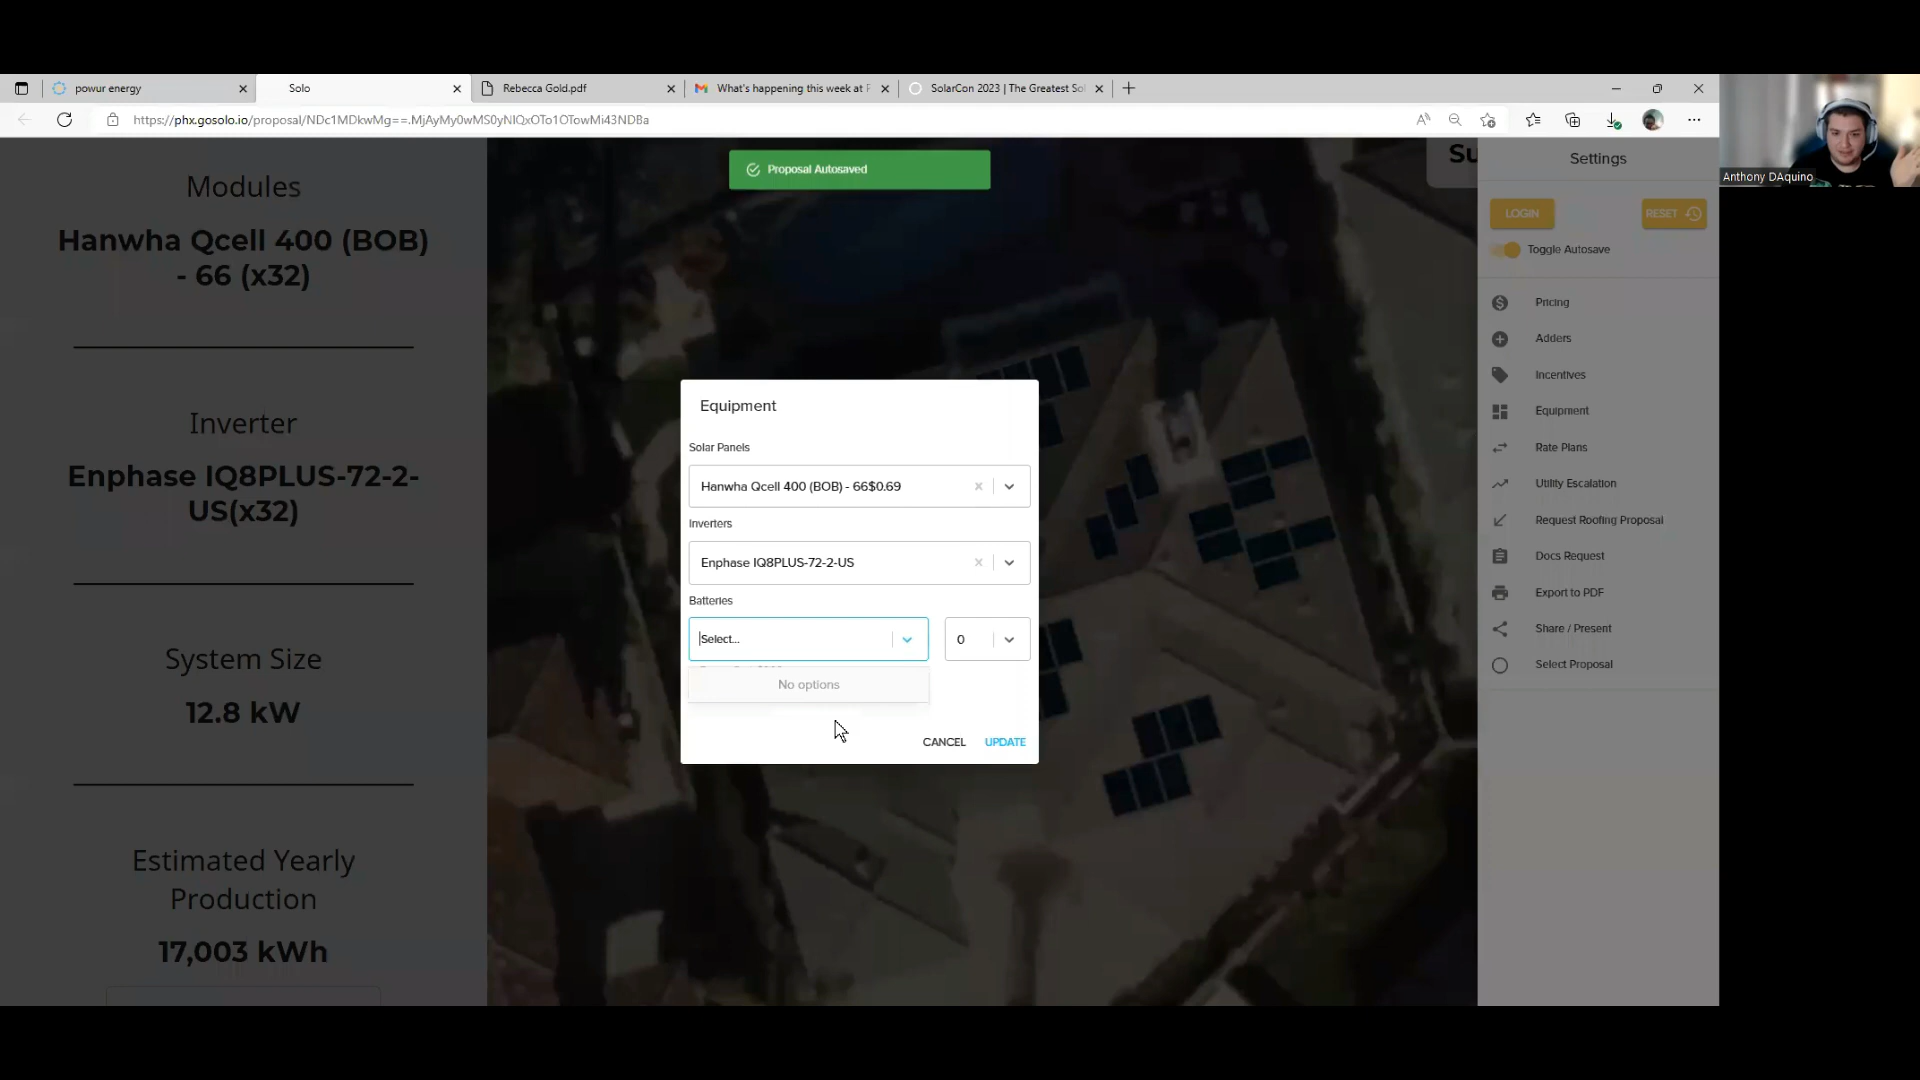 powur energy
Solo
Rebecca Gold.pdf
What's happening this week at P
SolarCon 2023 | The Greatest Sol
https://phx.gosolo.io/proposal/NDc1MDkwMg==.MjAyMy0wMS0yNlQxOTo1OTowMi43NDBa
Modules
Hanwha Qcell 400 (BOB)
- 66 (x32)
Inverter
Enphase IQ8PLUS-72-2-
US(x32)
System Size
12.8 kW
Estimated Yearly
Production
17,003 kWh
Proposal Autosaved
Su
Equipment
Solar Panels
Hanwha Qcell 400 (BOB) - 66$0.69
Inverters
Enphase IQ8PLUS-72-2-US
Batteries
Select...
0
No options
CANCEL
UPDATE
Settings
LOGIN
RESET
Toggle Autosave
Pricing
Adders
Incentives
Equipment
Rate Plans
Utility Escalation
Request Roofing Proposal
Docs Request
Export to PDF
Share / Present
Select Proposal
Anthony DAquino